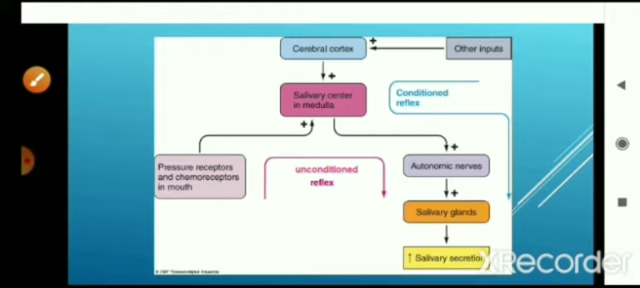 Cerebral cortex
Other inputs
Salivary center
in medulla
Conditioned
reflex
Pressure receptors
and chemoreceptors
in mouth
unconditioned
reflex
Autonomic nerves
Salivary glands
↑ Salivary secretion
XRecorder